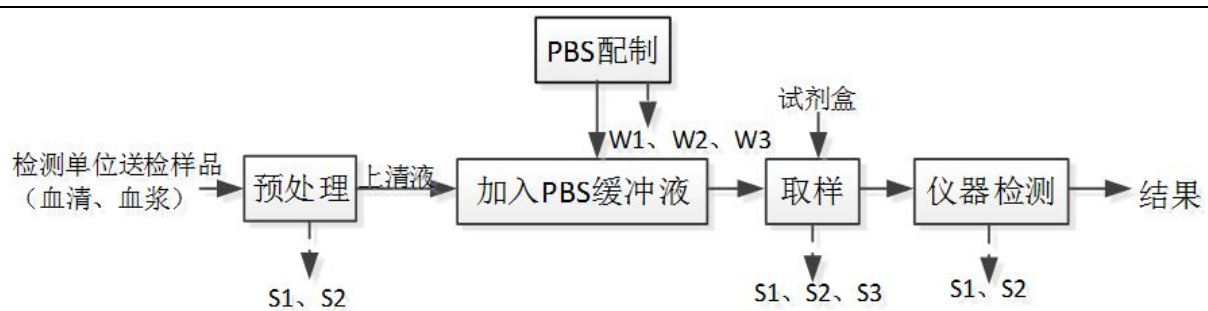 PBS配制
试剂盒
W1、W2、W3
检测单位送检样品
（血清、血浆）
预处理
上清液
加入PBS缓冲液
取样
仪器检测
结果
S1、S2
S1、S2、S3
S1、S2